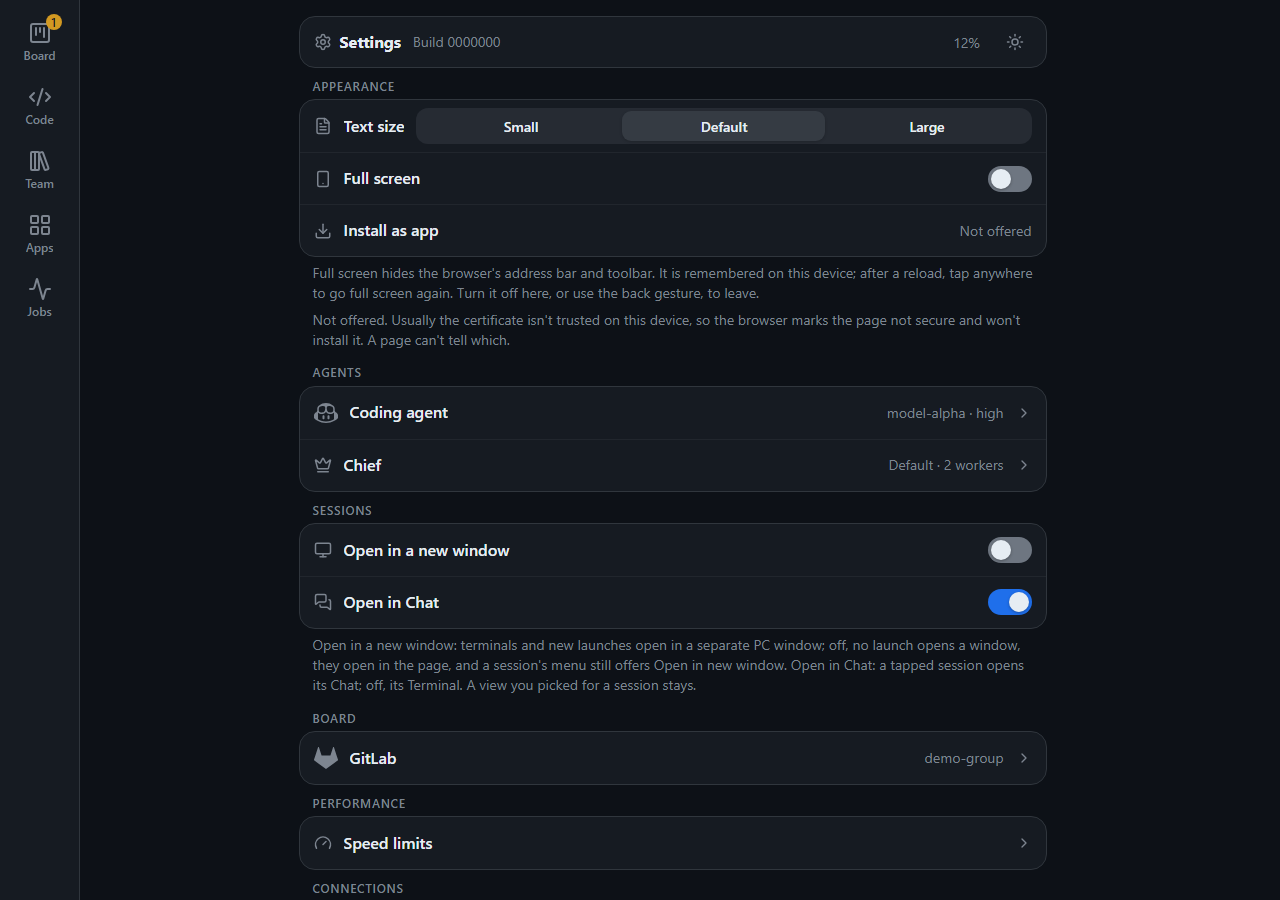 1
Board
Code
Team
Apps
Jobs
Settings Build 0000000 12%
APPEARANCE
Text size Small Default Large
Full screen
Install as app Not offered
Full screen hides the browser's address bar and toolbar. It is remembered on this device; after a reload, tap anywhere
to go full screen again. Turn it off here, or use the back gesture, to leave.
Not offered. Usually the certificate isn't trusted on this device, so the browser marks the page not secure and won't
install it. A page can't tell which.
AGENTS
Coding agent model-alpha · high
Chief Default · 2 workers
SESSIONS
Open in a new window
Open in Chat
Open in a new window: terminals and new launches open in a separate PC window; off, no launch opens a window,
they open in the page, and a session's menu still offers Open in new window. Open in Chat: a tapped session opens
its Chat; off, its Terminal. A view you picked for a session stays.
BOARD
GitLab demo-group
PERFORMANCE
Speed limits
CONNECTIONS